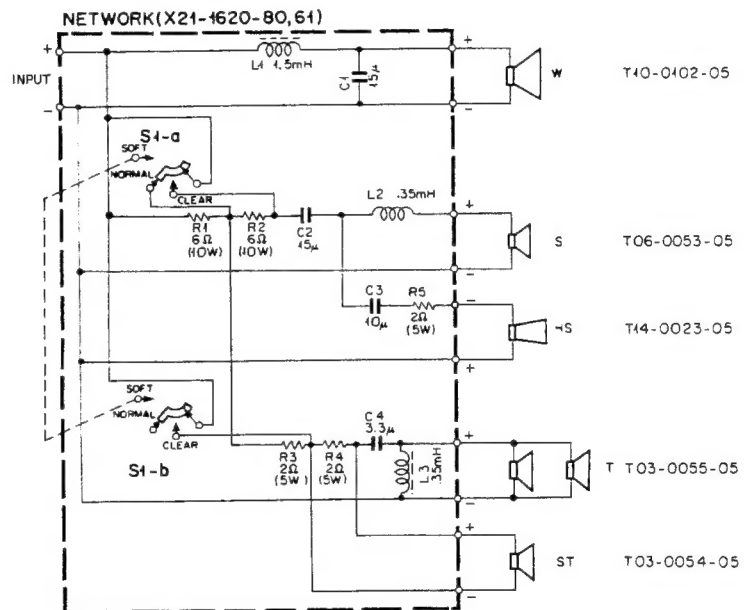 NETWORK(X21-1620-80,61)
+
+
INPUT
L1 1.5mH
C1
15μ
W
T10-0102-05
−
−
S1-a
SOFT
NORMAL
CLEAR
L2 .35mH
+
R1
6Ω
(10W)
R2
6Ω
(10W)
C2
15μ
S
T06-0053-05
−
C3
10μ
R5
2Ω
(5W)
−
HS
T14-0023-05
+
SOFT
NORMAL
CLEAR
S1-b
C4
3.3μ
+
R3
2Ω
(5W)
R4
2Ω
(5W)
L3
.35mH
T
T03-0055-05
−
+
ST
T03-0054-05
−